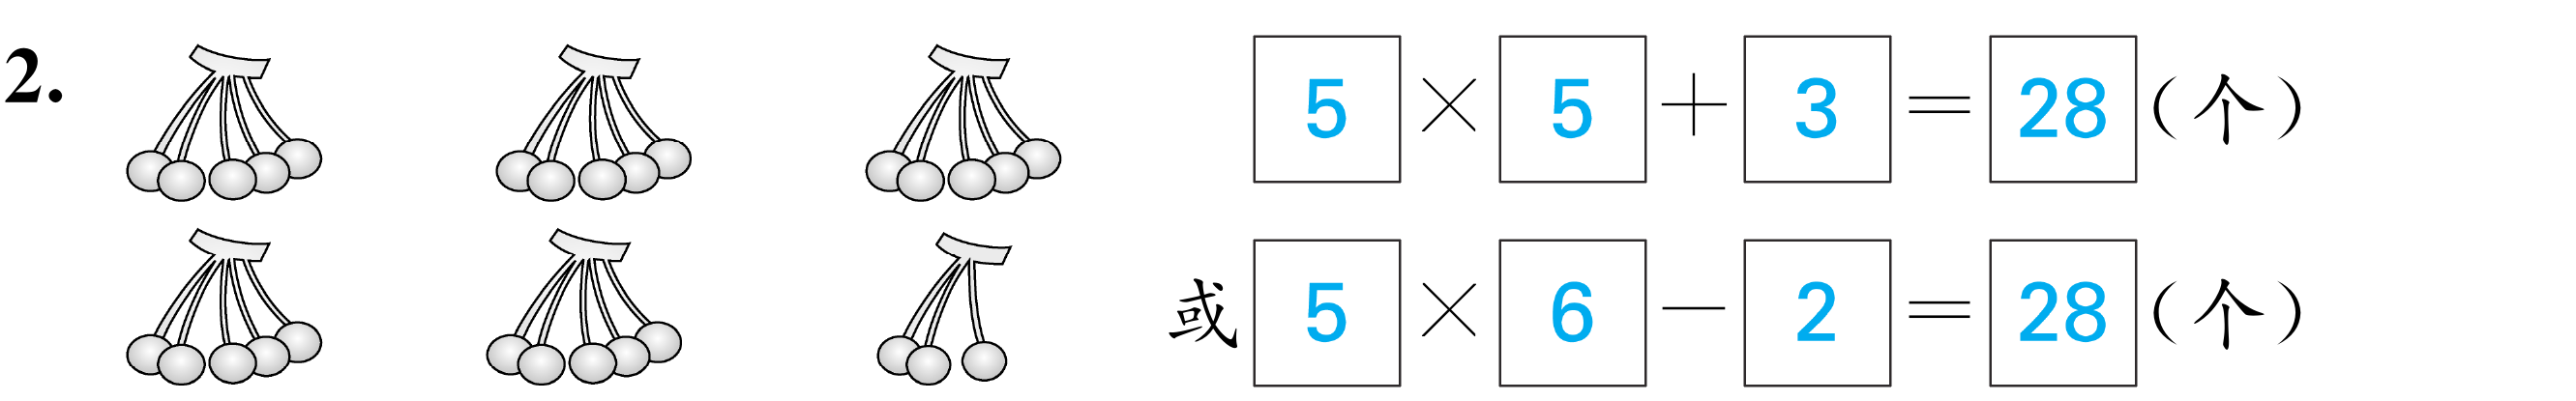 2. 5 × 5 + 3 = 28 (个)
或 5 × 6 − 2 = 28 (个)